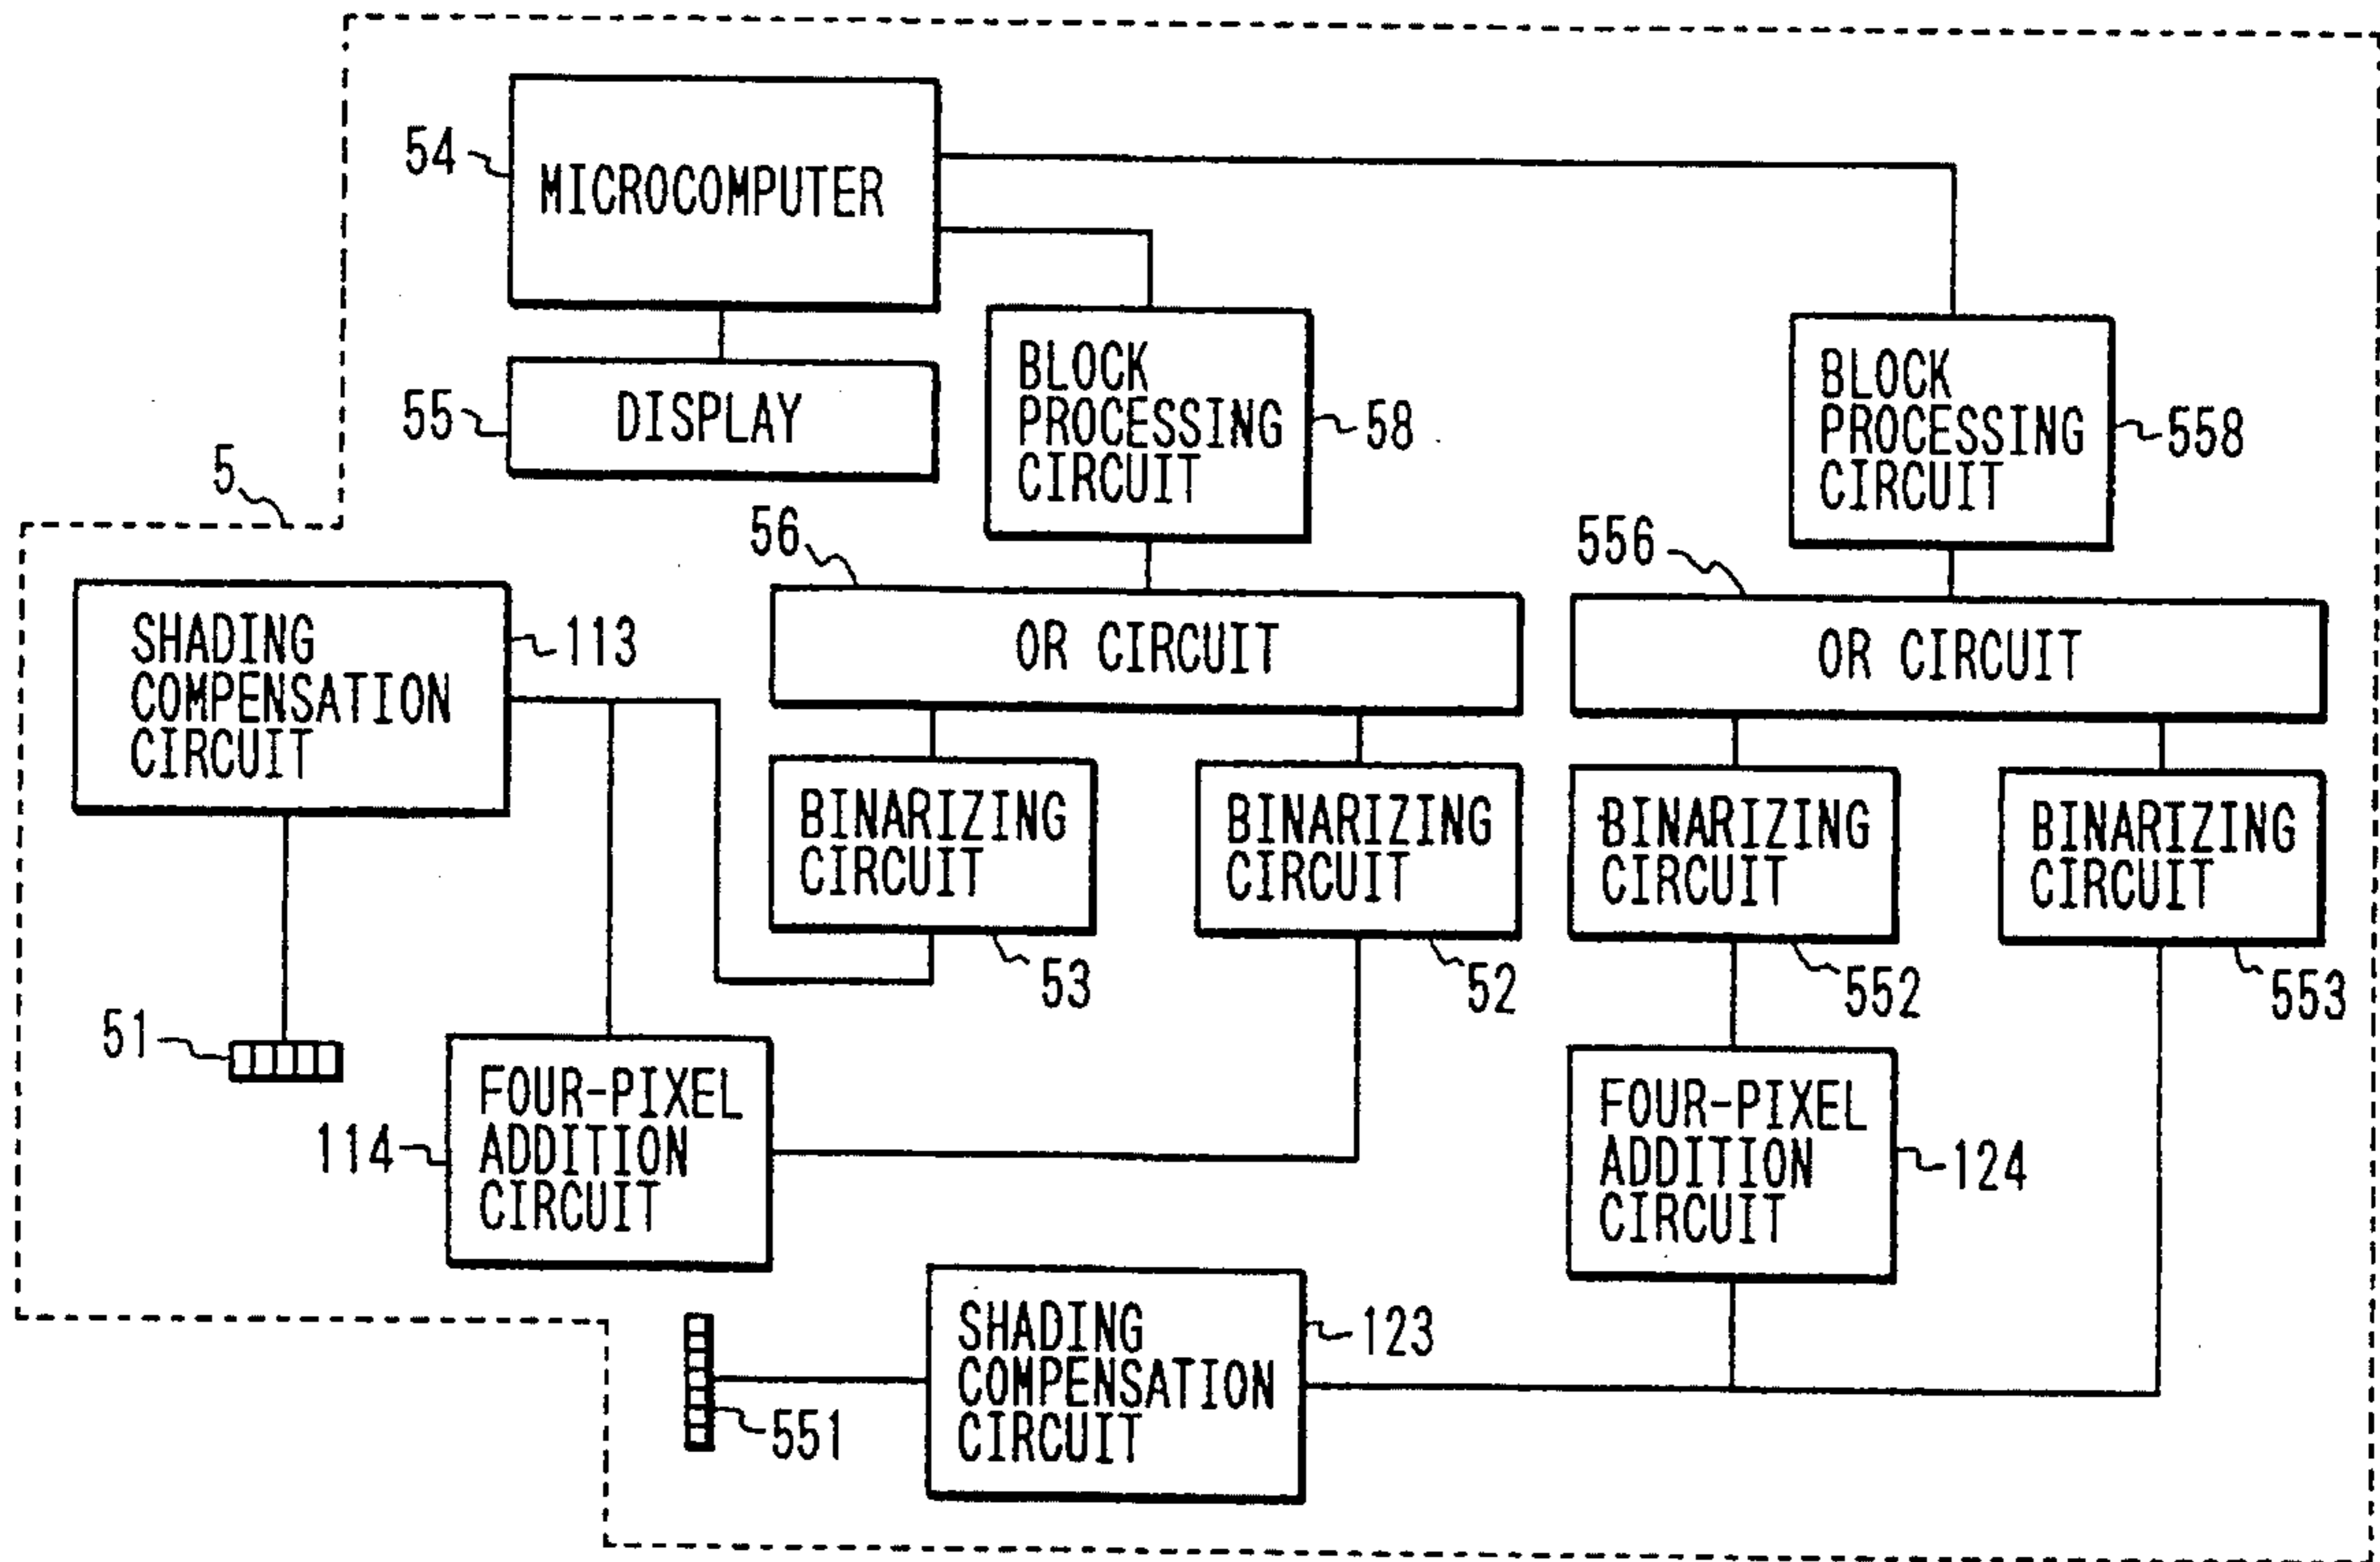 54
MICROCOMPUTER
55
DISPLAY
BLOCK
PROCESSING
CIRCUIT
58
BLOCK
PROCESSING
CIRCUIT
558
5
56
556
SHADING
COMPENSATION
CIRCUIT
113
OR CIRCUIT
OR CIRCUIT
BINARIZING
CIRCUIT
53
BINARIZING
CIRCUIT
52
BINARIZING
CIRCUIT
552
BINARIZING
CIRCUIT
553
51
114
FOUR-PIXEL
ADDITION
CIRCUIT
FOUR-PIXEL
ADDITION
CIRCUIT
124
551
SHADING
COMPENSATION
CIRCUIT
123